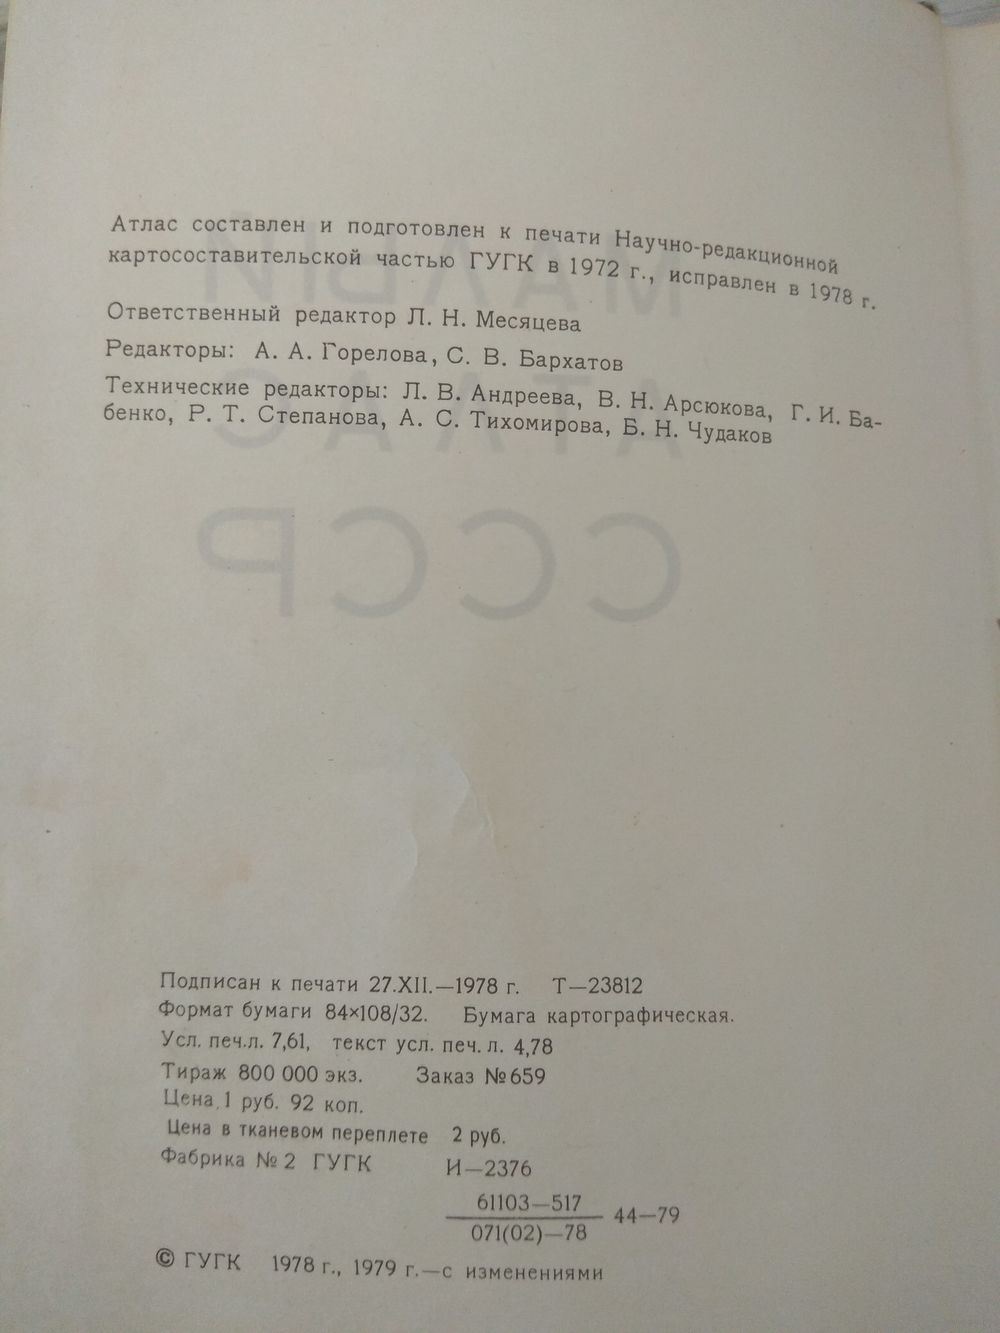 Атлас составлен и подготовлен к печати Научно-редакционной
картосоставительской частью ГУГК в 1972 г., исправлен в 1978 г.
Ответственный редактор Л. Н. Месяцева
Редакторы: А. А. Горелова, С. В. Бархатов
Технические редакторы: Л. В. Андреева, В. Н. Арсюкова, Г. И. Ба-
бенко, Р. Т. Степанова, А. С. Тихомирова, Б. Н. Чудаков
МАЛЫЙ
АТЛАС
СССР
Подписан к печати 27.XII.—1978 г. Т—23812
Формат бумаги 84×108/32. Бумага картографическая.
Усл. печ.л. 7,61, текст усл. печ. л. 4,78
Тираж 800 000 экз. Заказ №659
Цена 1 руб. 92 коп.
Цена в тканевом переплете 2 руб.
Фабрика №2 ГУГК И—2376
61103—517
071(02)—78
44—79
© ГУГК 1978 г., 1979 г.—с изменениями